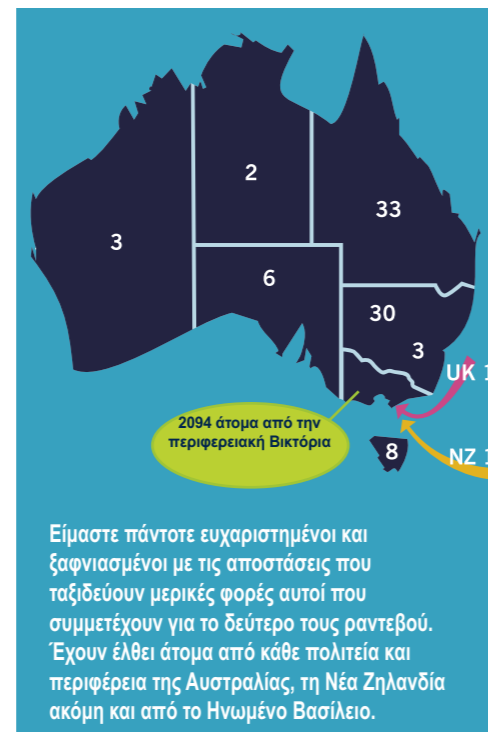 2
33
3
6
30
3
UK 1
2094 άτομα από την
περιφερειακή Βικτόρια
8
NZ 1
Είμαστε πάντοτε ευχαριστημένοι και
ξαφνιασμένοι με τις αποστάσεις που
ταξιδεύουν μερικές φορές αυτοί που
συμμετέχουν για το δεύτερο τους ραντεβού.
Έχουν έλθει άτομα από κάθε πολιτεία και
περιφέρεια της Αυστραλίας, τη Νέα Ζηλανδία
ακόμη και από το Ηνωμένο Βασίλειο.